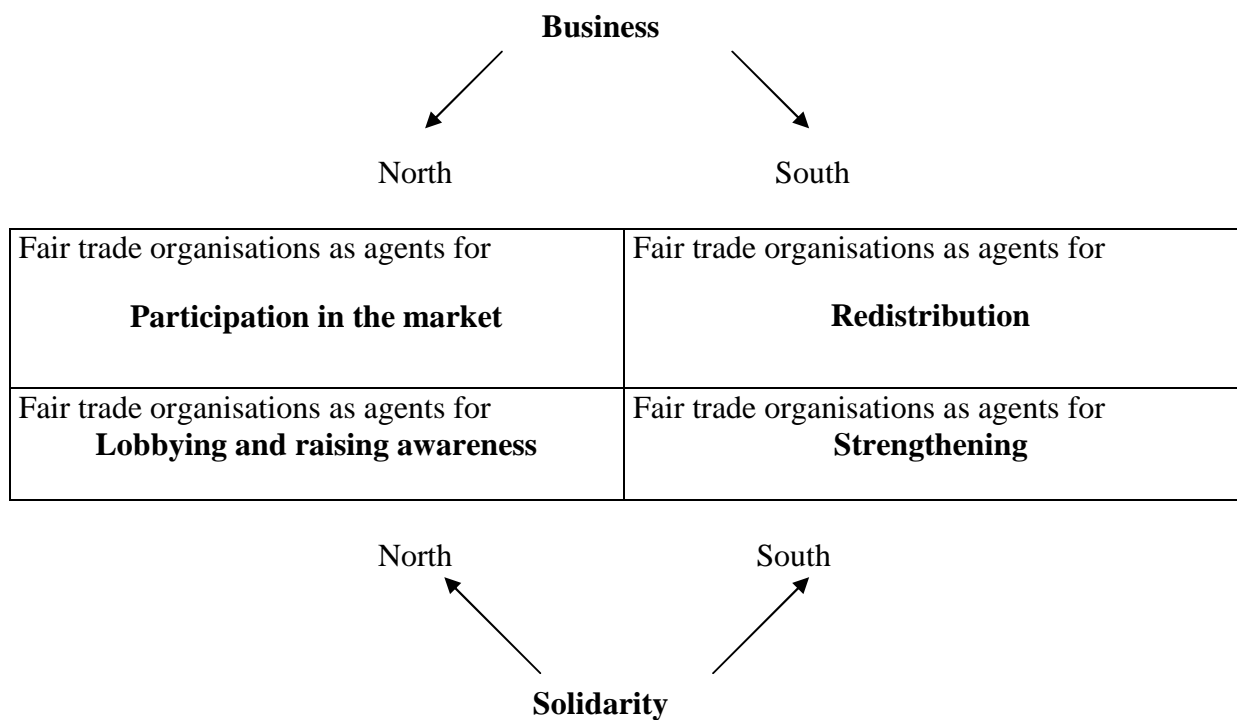 Business
North
South
Fair trade organisations as agents for
Participation in the market
Fair trade organisations as agents for
Redistribution
Fair trade organisations as agents for
Lobbying and raising awareness
Fair trade organisations as agents for
Strengthening
North
South
Solidarity